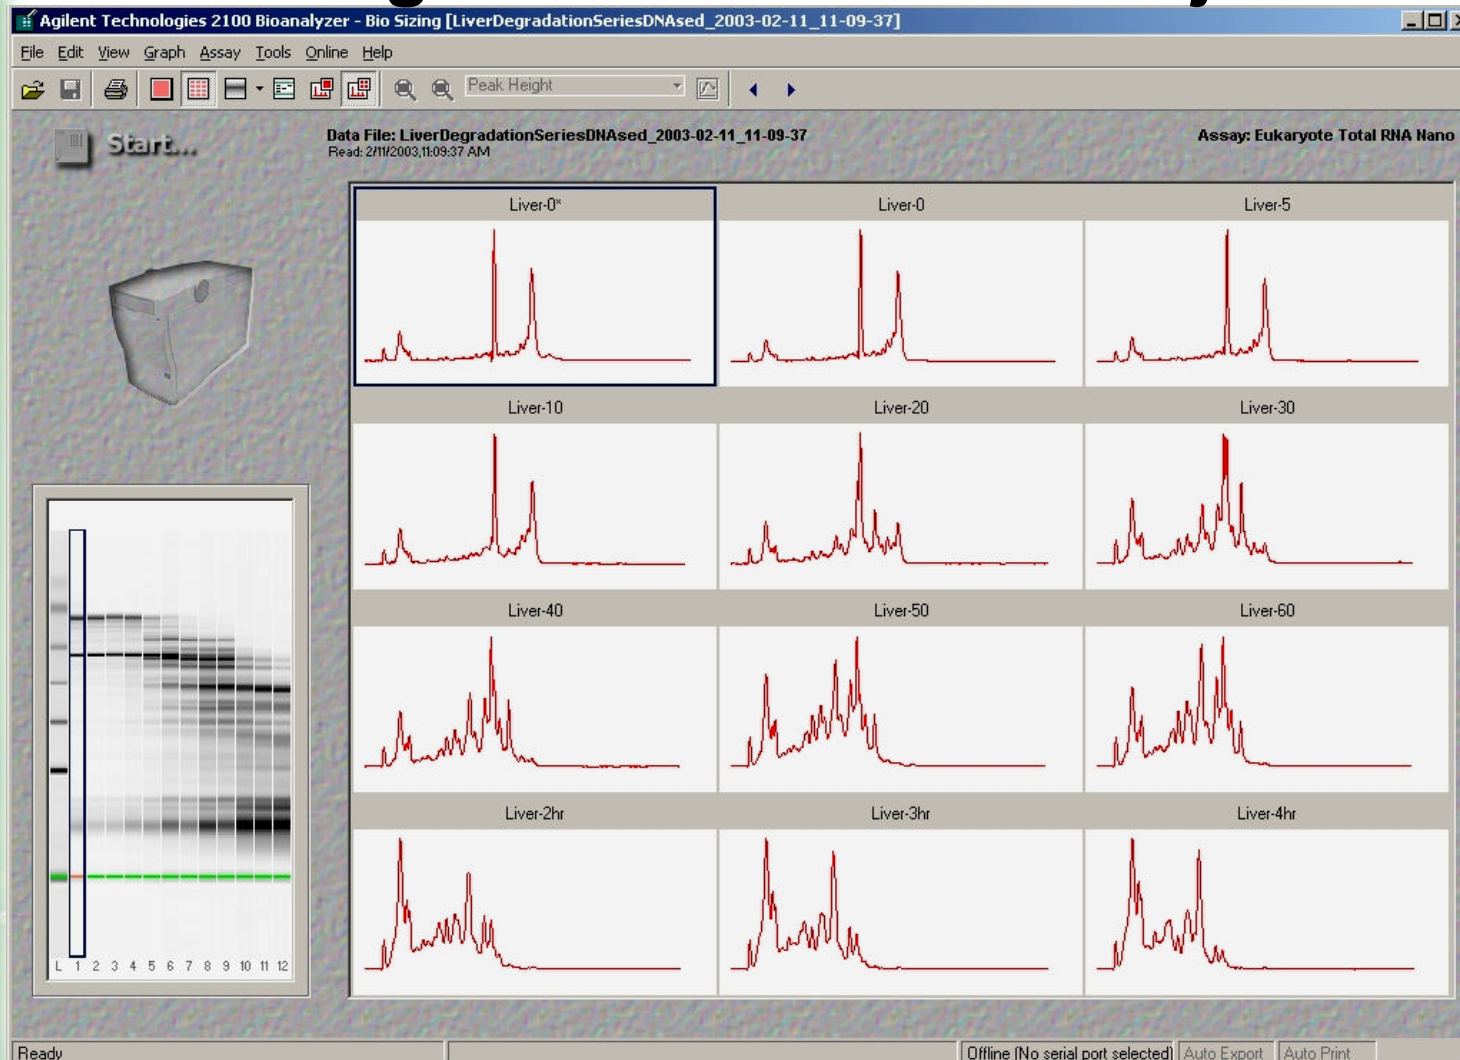 Agilent Technologies 2100 Bioanalyzer - Bio Sizing [LiverDegradationSeriesDNAsed_2003-02-11_11-09-37]
File Edit View Graph Assay Tools Online Help
Peak Height
Start...
Data File: LiverDegradationSeriesDNAsed_2003-02-11_11-09-37
Assay: Eukaryote Total RNA Nano
Read: 2/11/2003,11:09:37 AM
Liver-0* Liver-0 Liver-5
Liver-10 Liver-20 Liver-30
Liver-40 Liver-50 Liver-60
Liver-2hr Liver-3hr Liver-4hr
L 1 2 3 4 5 6 7 8 9 10 11 12
Ready
Offline (No serial port selected) Auto Export Auto Print